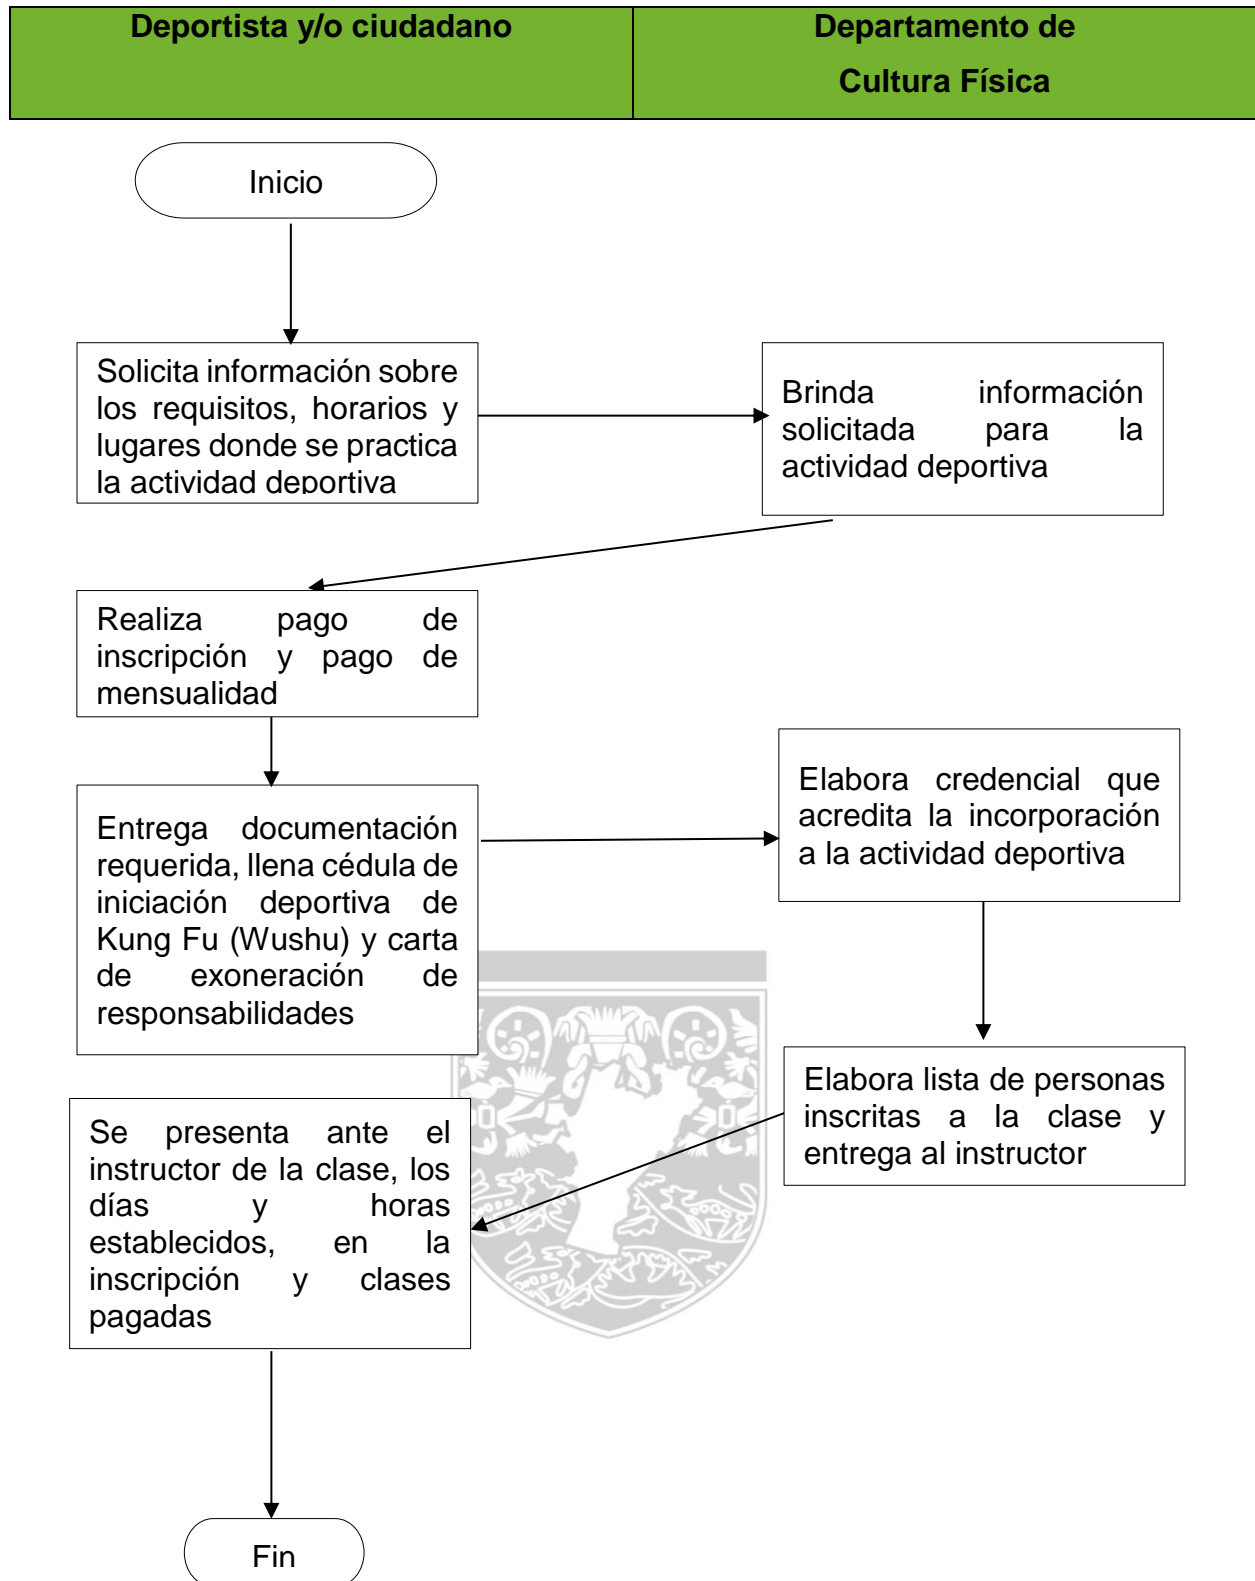 Deportista y/o ciudadano
Departamento de
Cultura Física
Inicio
Solicita información sobre
los requisitos, horarios y
lugares donde se practica
la actividad deportiva
Brinda información
solicitada para la
actividad deportiva
Realiza pago de
inscripción y pago de
mensualidad
Entrega documentación
requerida, llena cédula de
iniciación deportiva de
Kung Fu (Wushu) y carta
de exoneración de
responsabilidades
Elabora credencial que
acredita la incorporación
a la actividad deportiva
Elabora lista de personas
inscritas a la clase y
entrega al instructor
Se presenta ante el
instructor de la clase, los
días y horas
establecidos, en la
inscripción y clases
pagadas
Fin